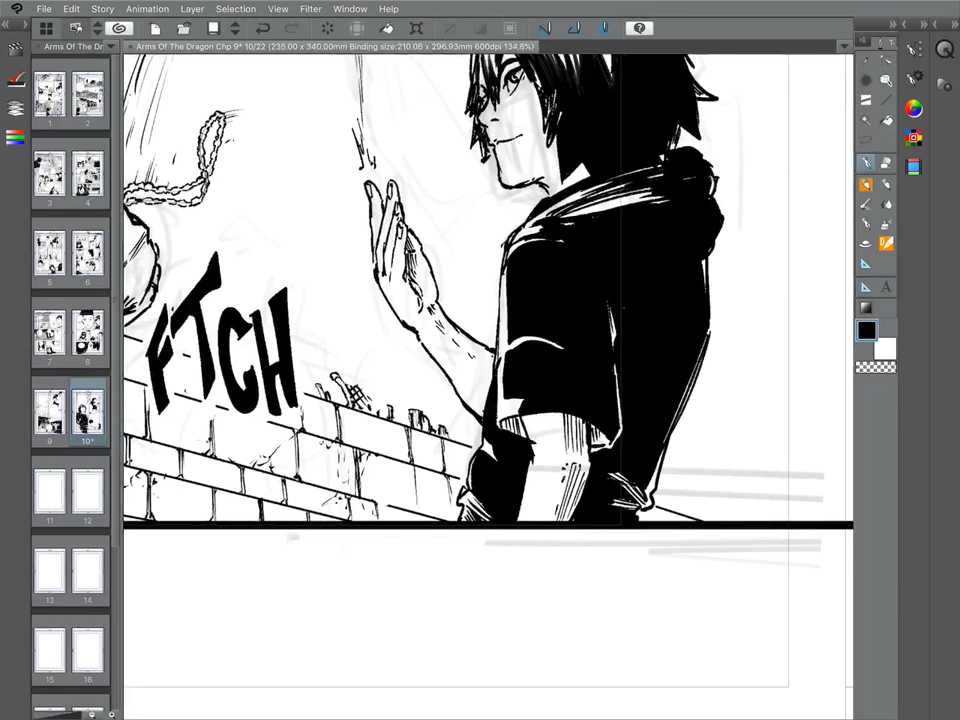 File Edit Story Animation Layer Selection View Filter Window Help
Arms Of The Dr
Arms Of The Dragon Chp 9* 10/22 (235.00 x 340.00mm Binding size:210.06 x 296.93mm 600dpi 134.8%)
1 2
3 4
5 6
7 8
9 10*
11 12
13 14
15 16
FTCH
A